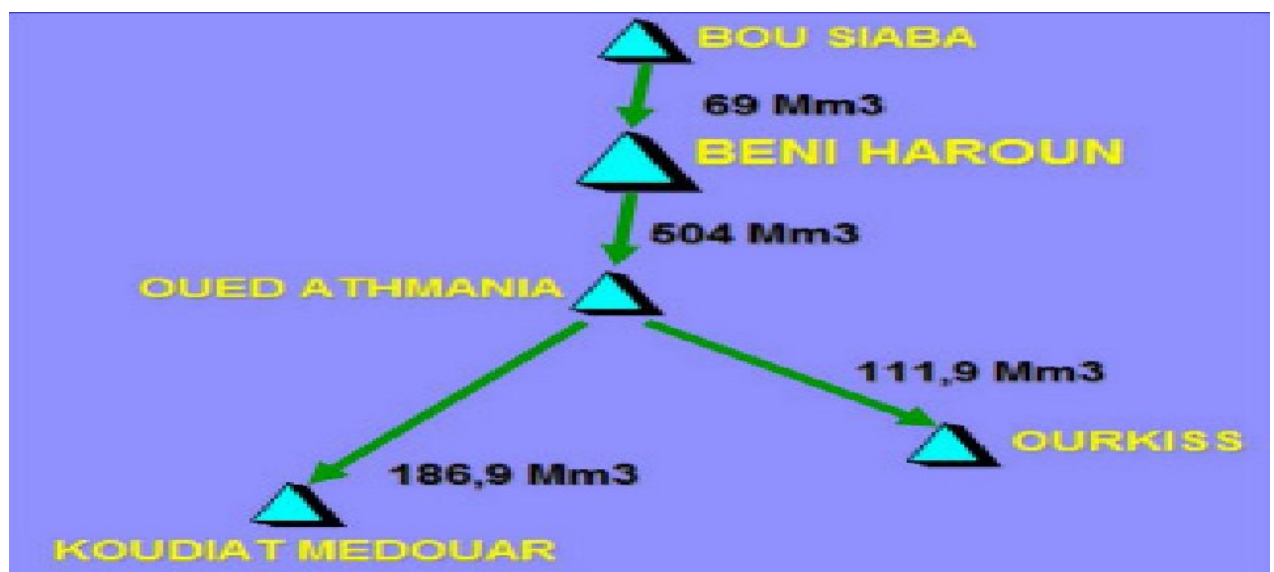 BOU SIABA
69 Mm3
BENI HAROUN
504 Mm3
OUED ATHMANIA
111,9 Mm3
OURKISS
186,9 Mm3
KOUDIAT MEDOUAR